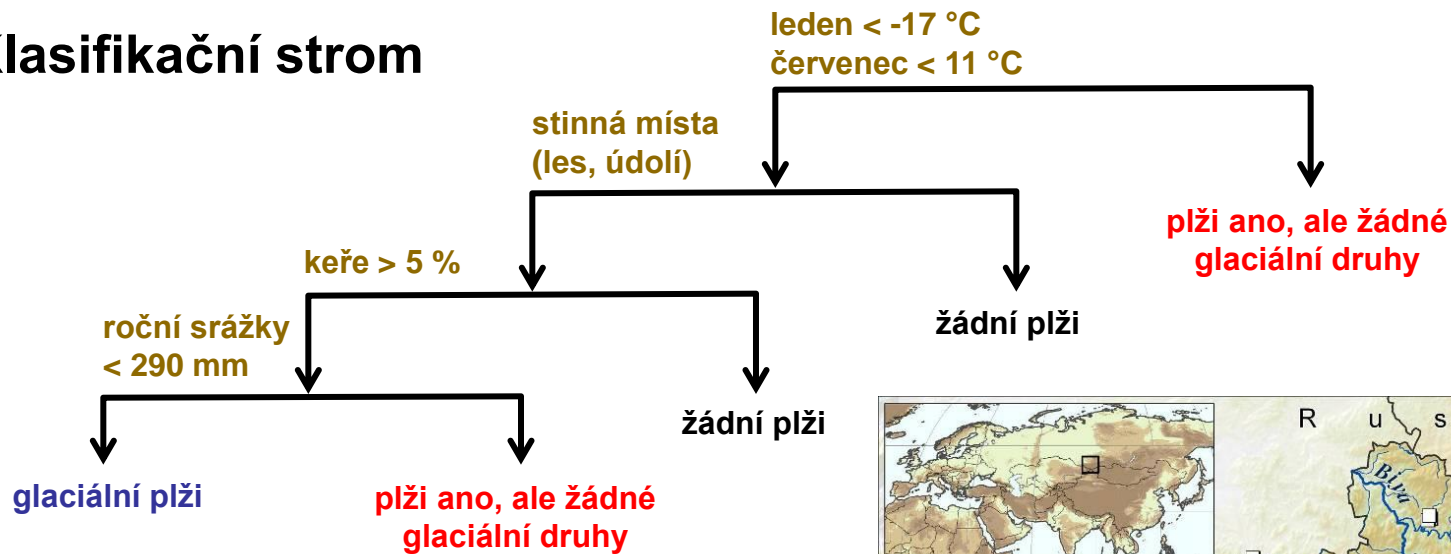 lasifikační strom
leden < -17 °C
červenec < 11 °C
stinná místa
(les, údolí)
plži ano, ale žádné
glaciální druhy
keře > 5 %
žádní plži
roční srážky
< 290 mm
žádní plži
glaciální plži
plži ano, ale žádné
glaciální druhy
R u s
Biya